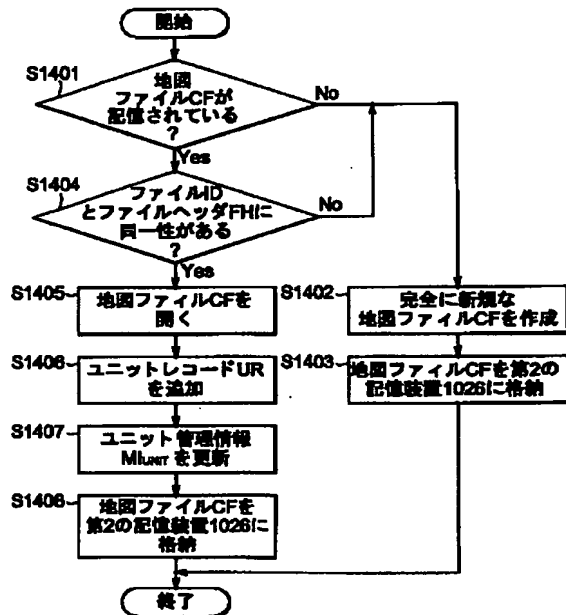 開始
S1401
地図
ファイルCFが
記憶されている
?
No
Yes
S1404
ファイルID
とファイルヘッダFHに
同一性がある
?
No
Yes
S1405
地図ファイルCFを
開く
S1402
完全に新規な
地図ファイルCFを作成
S1406
ユニットレコードUR
を追加
S1403
地図ファイルCFを第2の
記憶装置1026に格納
S1407
ユニット管理情報
MIUNITを更新
S1408
地図ファイルCFを
第2の記憶装置1026に
格納
終了